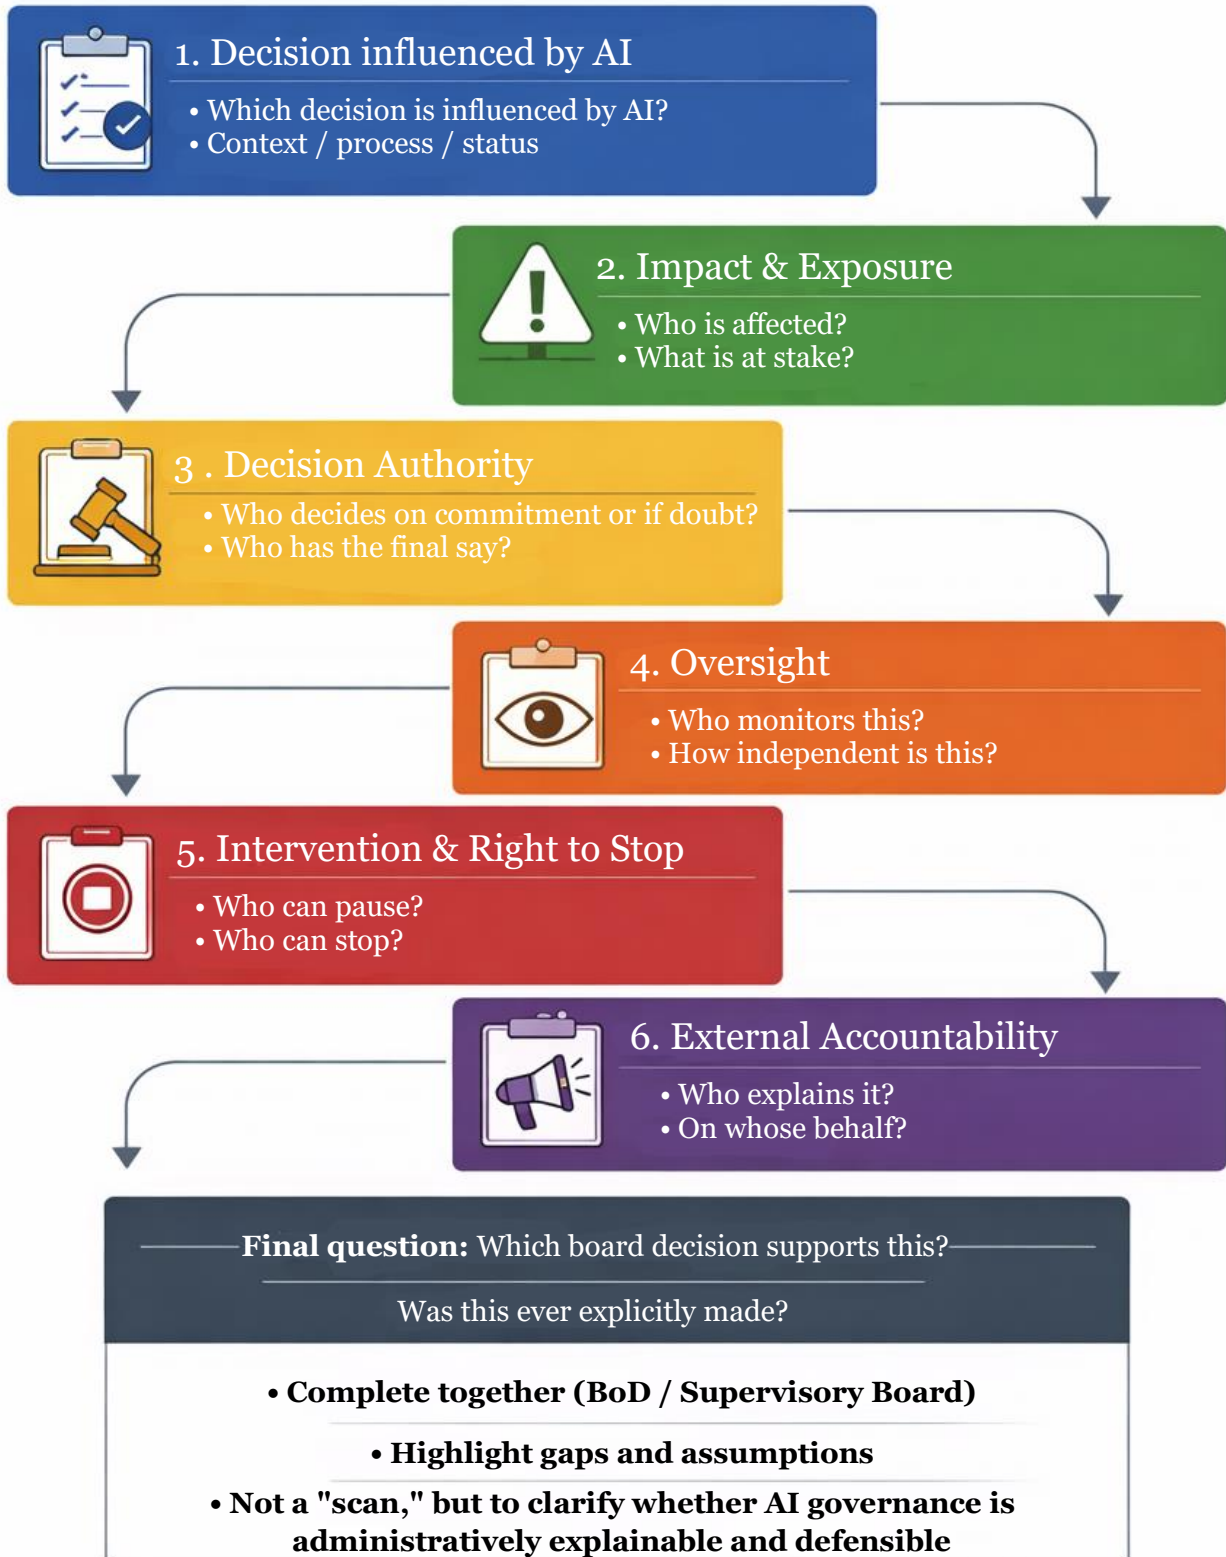 1. Decision influenced by AI
• Which decision is influenced by AI?
• Context / process / status
2. Impact & Exposure
• Who is affected?
• What is at stake?
3 . Decision Authority
• Who decides on commitment or if doubt?
• Who has the final say?
4. Oversight
• Who monitors this?
• How independent is this?
5. Intervention & Right to Stop
• Who can pause?
• Who can stop?
6. External Accountability
• Who explains it?
• On whose behalf?
Final question: Which board decision supports this?
Was this ever explicitly made?
• Complete together (BoD / Supervisory Board)
• Highlight gaps and assumptions
• Not a "scan," but to clarify whether AI governance is
administratively explainable and defensible